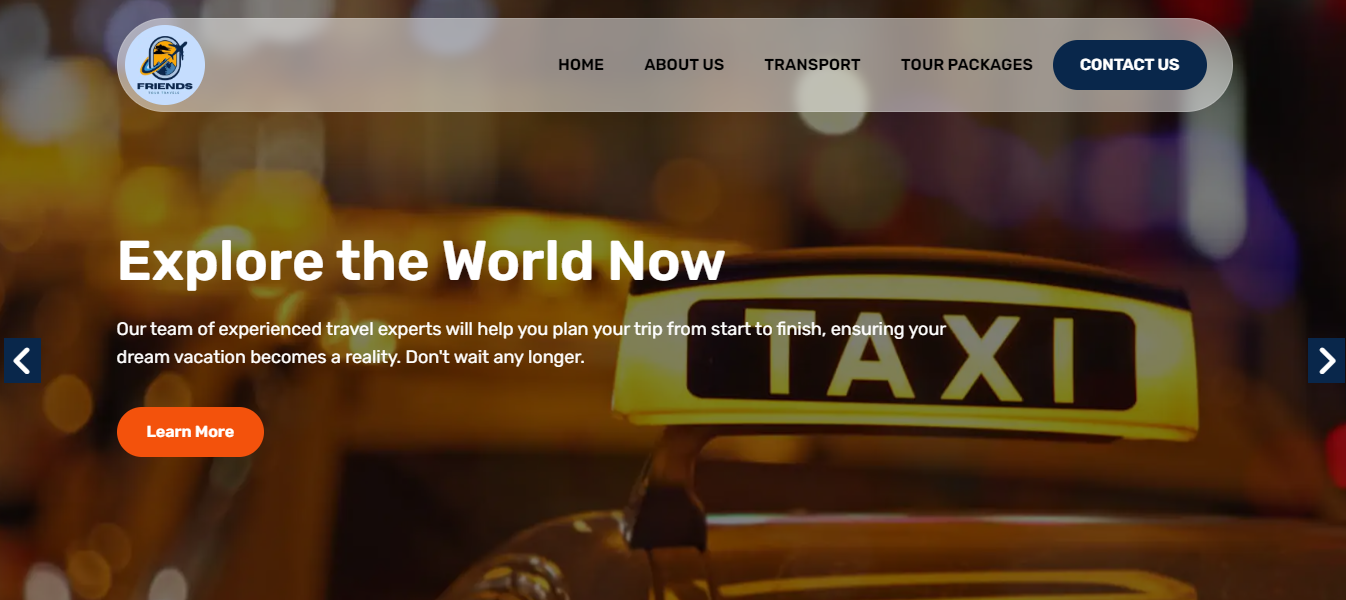 FRIENDS
HOME ABOUT US TRANSPORT TOUR PACKAGES CONTACT US
Explore the World Now
Our team of experienced travel experts will help you plan your trip from start to finish, ensuring your
dream vacation becomes a reality. Don't wait any longer.
Learn More
TAXI